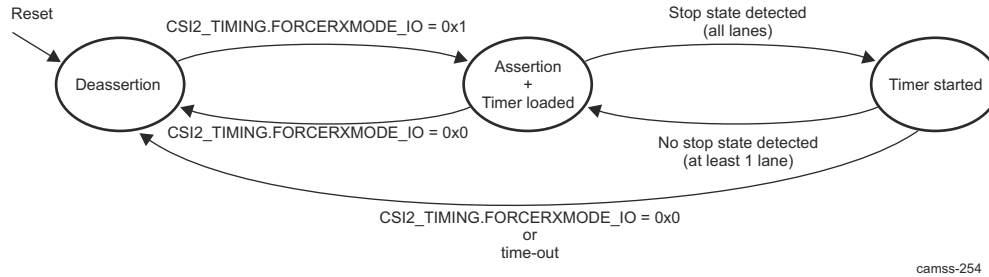 Reset
CSI2_TIMING.FORCERXMODE_IO = 0x1
Stop state detected
(all lanes)
Deassertion
Assertion
+
Timer loaded
Timer started
CSI2_TIMING.FORCERXMODE_IO = 0x0
No stop state detected
(at least 1 lane)
CSI2_TIMING.FORCERXMODE_IO = 0x0
or
time-out
camss-254